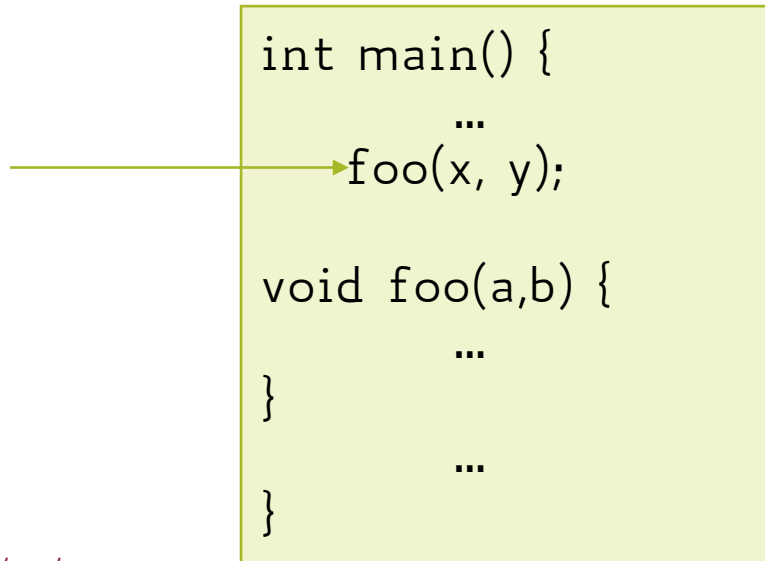 int main() {
…
foo(x, y);
void foo(a,b) {
…
}
…
}